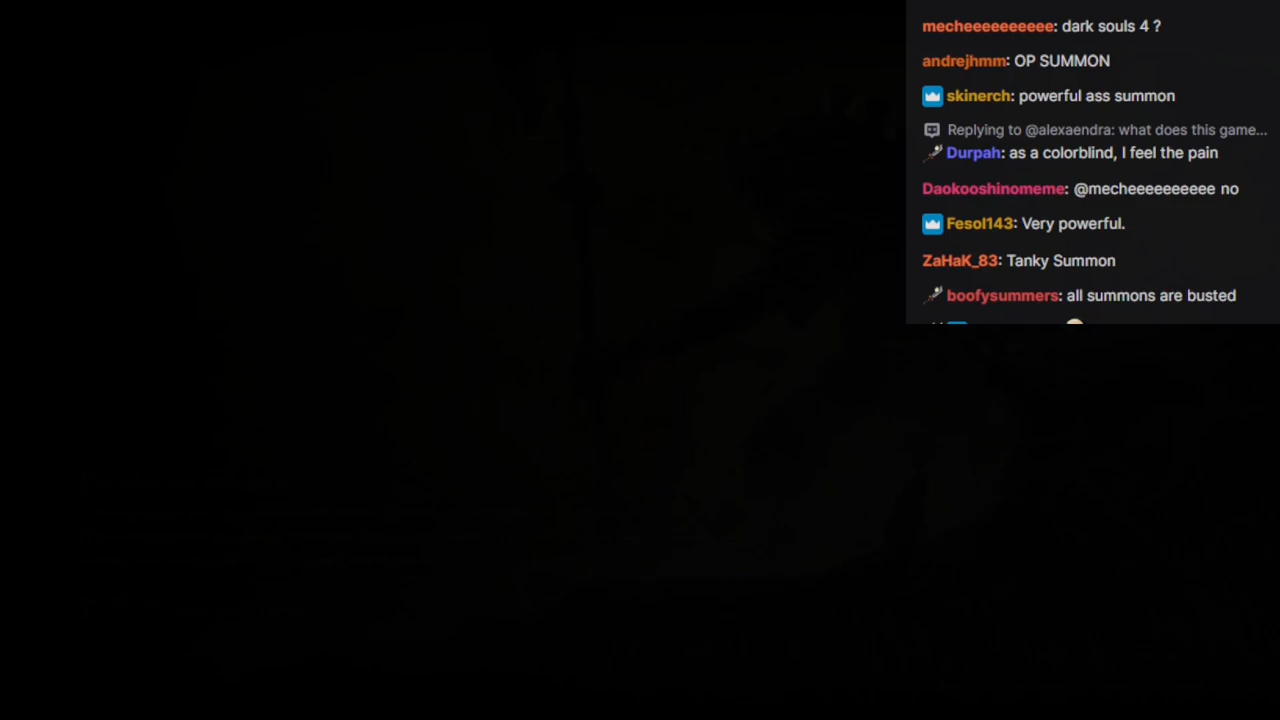 mecheeeeeeeeee: dark souls 4 ?
andrejhmm: OP SUMMON
skinerch: powerful ass summon
Replying to @alexaendra: what does this game...
Durpah: as a colorblind, I feel the pain
Daokooshinomeme: @mecheeeeeeeeee no
Fesol143: Very powerful.
ZaHaK_83: Tanky Summon
boofysummers: all summons are busted